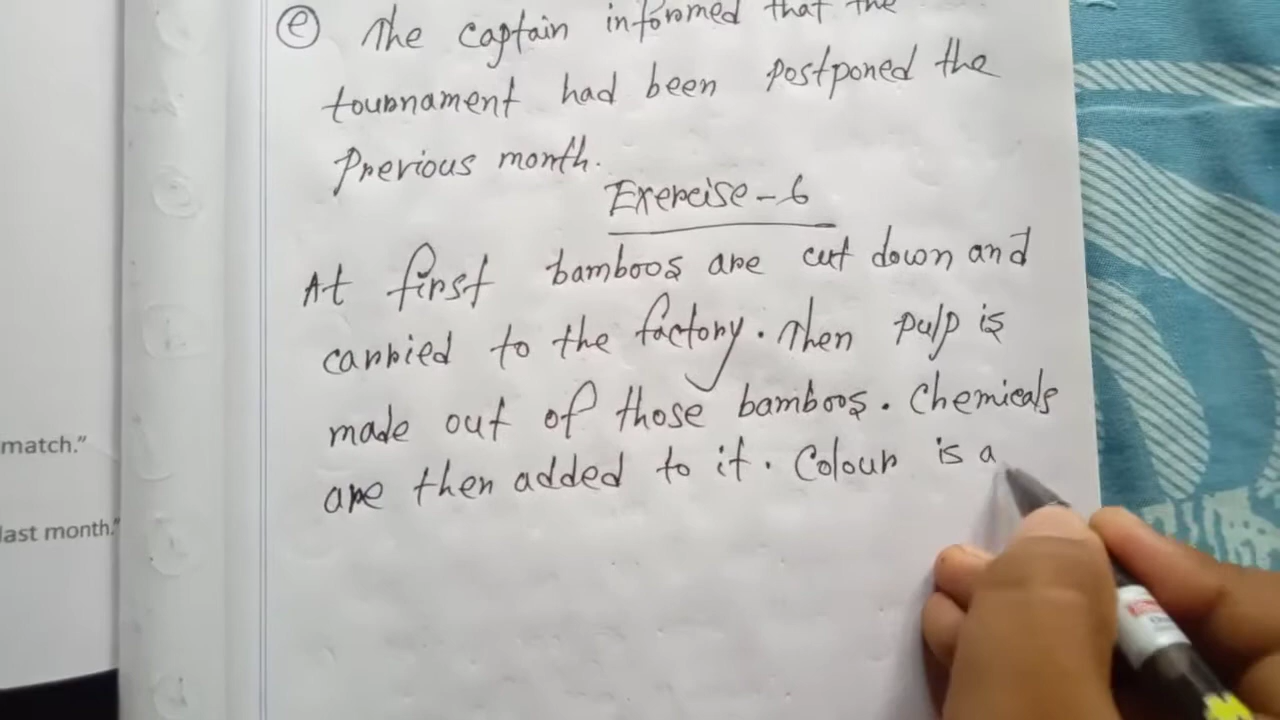 ⓔ The captain informed that the
tournament had been postponed the
Previous month.
Exercise-6
At first bamboos are cut down and
carried to the factory. Then pulp is
made out of those bamboos. Chemicals
are then added to it. Colour is a
match."
last month."